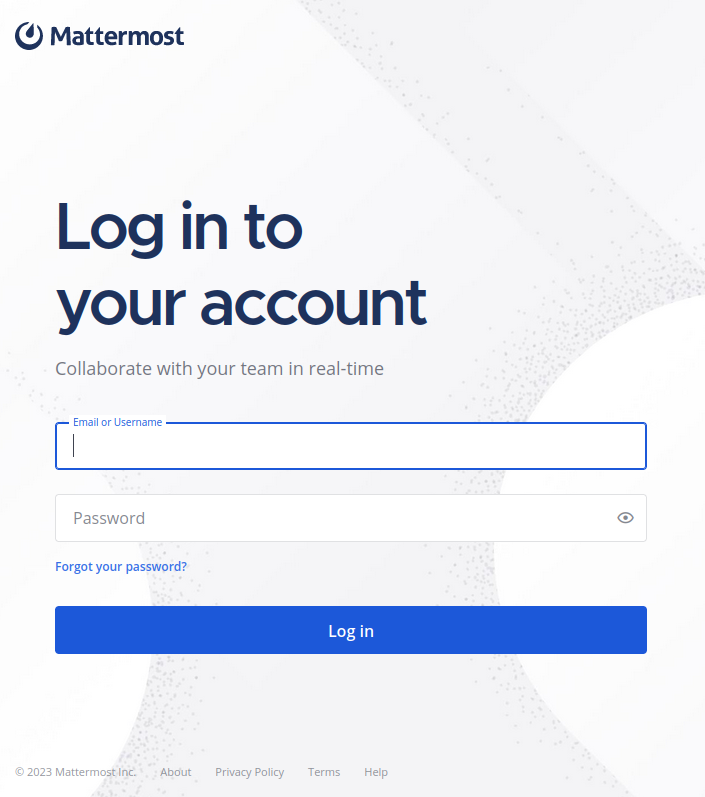 Mattermost
Log in to
your account
Collaborate with your team in real-time
Email or Username
Password
Forgot your password?
Log in
© 2023 Mattermost Inc. About Privacy Policy Terms Help